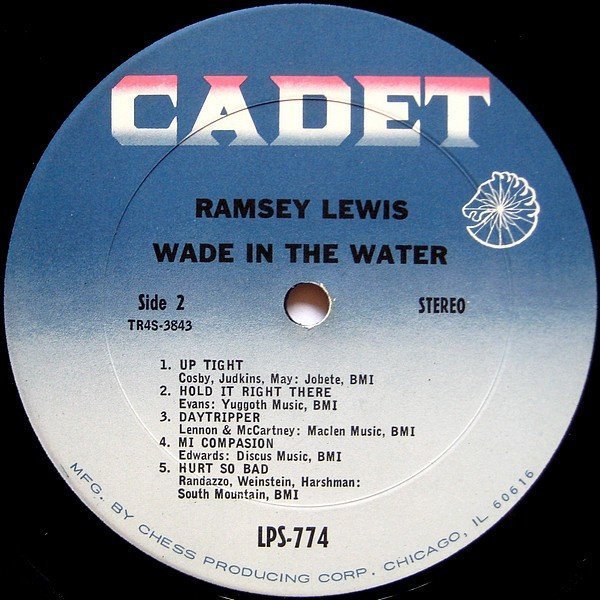 CADET
RAMSEY LEWIS
WADE IN THE WATER
Side 2
STEREO
TR4S-3843
1. UP TIGHT
Cosby, Judkins, May: Jobete, BMI
2. HOLD IT RIGHT THERE
Evans: Yuggoth Music, BMI
3. DAYTRIPPER
Lennon & McCartney: Maclen Music, BMI
4. MI COMPASION
Edwards: Discus Music, BMI
5. HURT SO BAD
Randazzo, Weinstein, Harshman:
South Mountain, BMI
LPS-774
MFG. BY CHESS PRODUCING CORP. CHICAGO, IL 60616